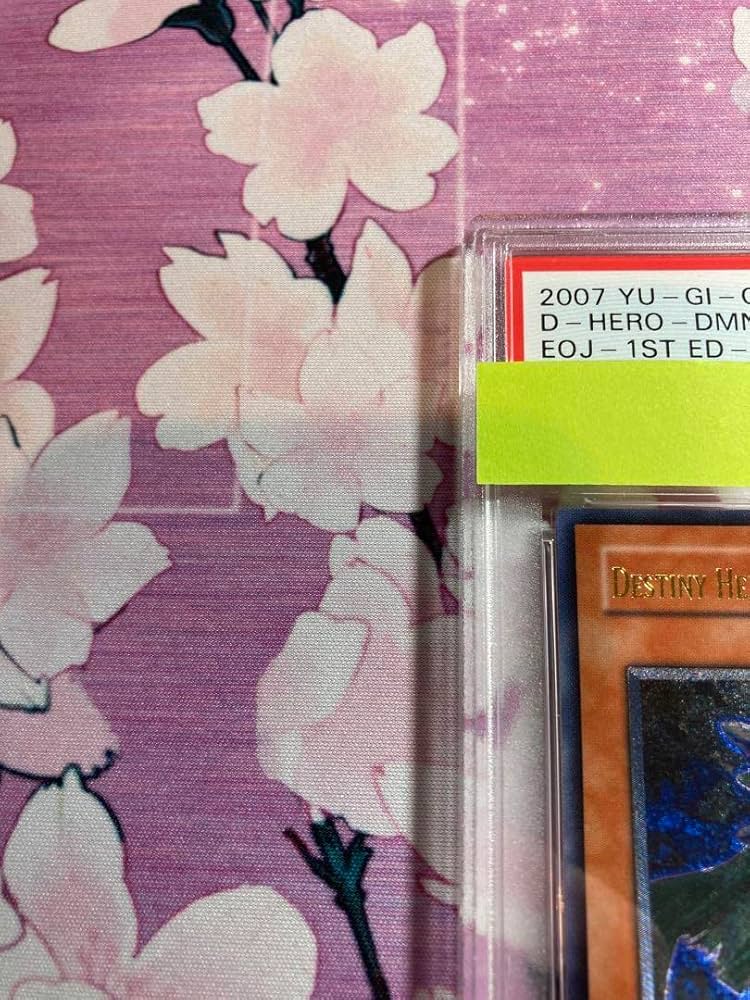 2007 YU-GI-
D-HERO-DMN
EOJ-1ST ED-
DESTINY HE